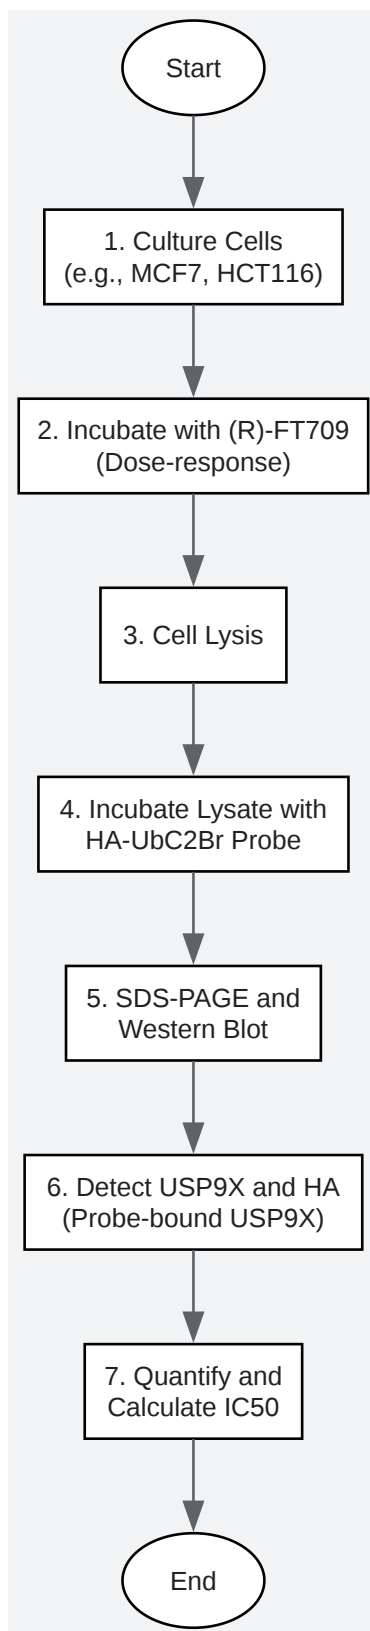 Start
1. Culture Cells
(e.g., MCF7, HCT116)
2. Incubate with (R)-FT709
(Dose-response)
3. Cell Lysis
4. Incubate Lysate with
HA-UbC2Br Probe
5. SDS-PAGE and
Western Blot
6. Detect USP9X and HA
(Probe-bound USP9X)
7. Quantify and
Calculate IC50
End